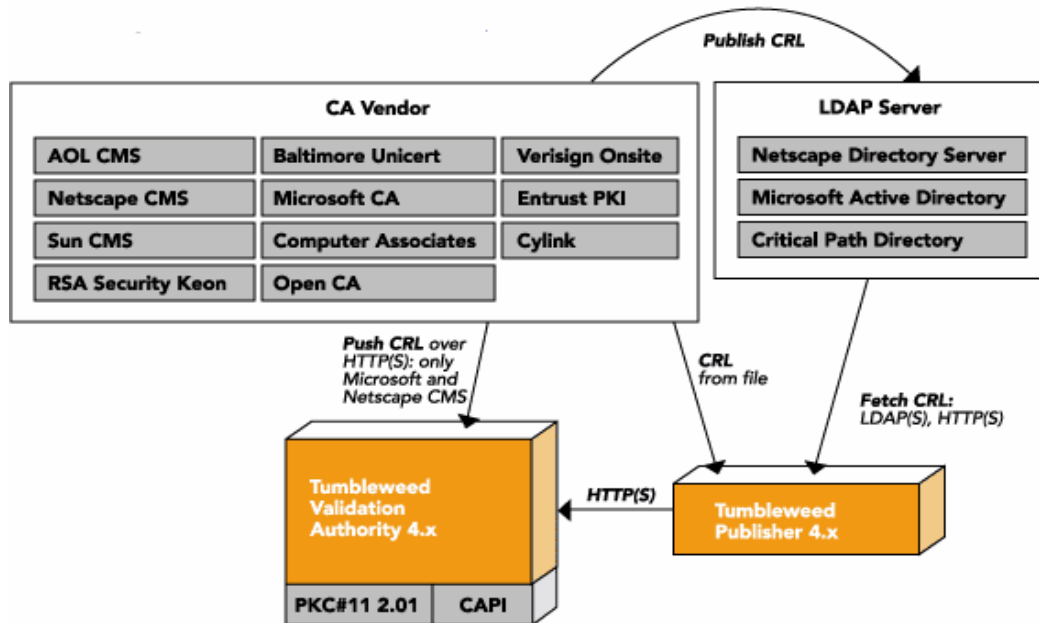 Publish CRL
CA Vendor
AOL CMS
Baltimore Unicert
Verisign Onsite
Netscape CMS
Microsoft CA
Entrust PKI
Sun CMS
Computer Associates
Cylink
RSA Security Keon
Open CA
LDAP Server
Netscape Directory Server
Microsoft Active Directory
Critical Path Directory
Push CRL over
HTTP(S): only
Microsoft and
Netscape CMS
CRL
from file
Fetch CRL:
LDAP(S), HTTP(S)
Tumbleweed
Validation
Authority 4.x
HTTP(S)
Tumbleweed
Publisher 4.x
PKC#11 2.01
CAPI